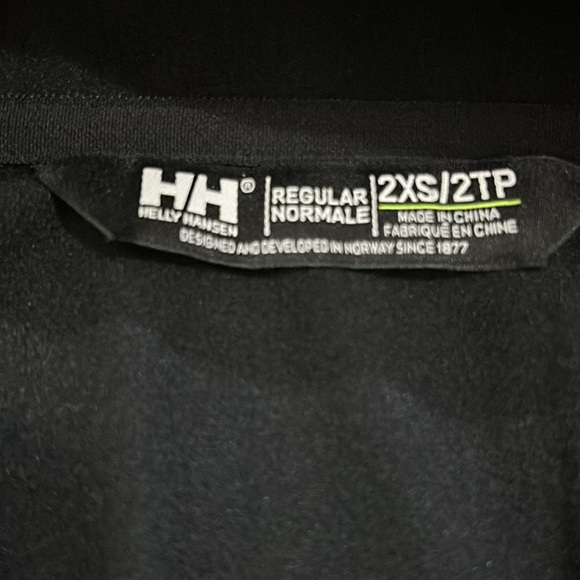 HH®
HELLY HANSEN
REGULAR
NORMALE
2XS/2TP
MADE IN CHINA
FABRIQUÉ EN CHINE
DESIGNED AND DEVELOPED IN NORWAY SINCE 1877